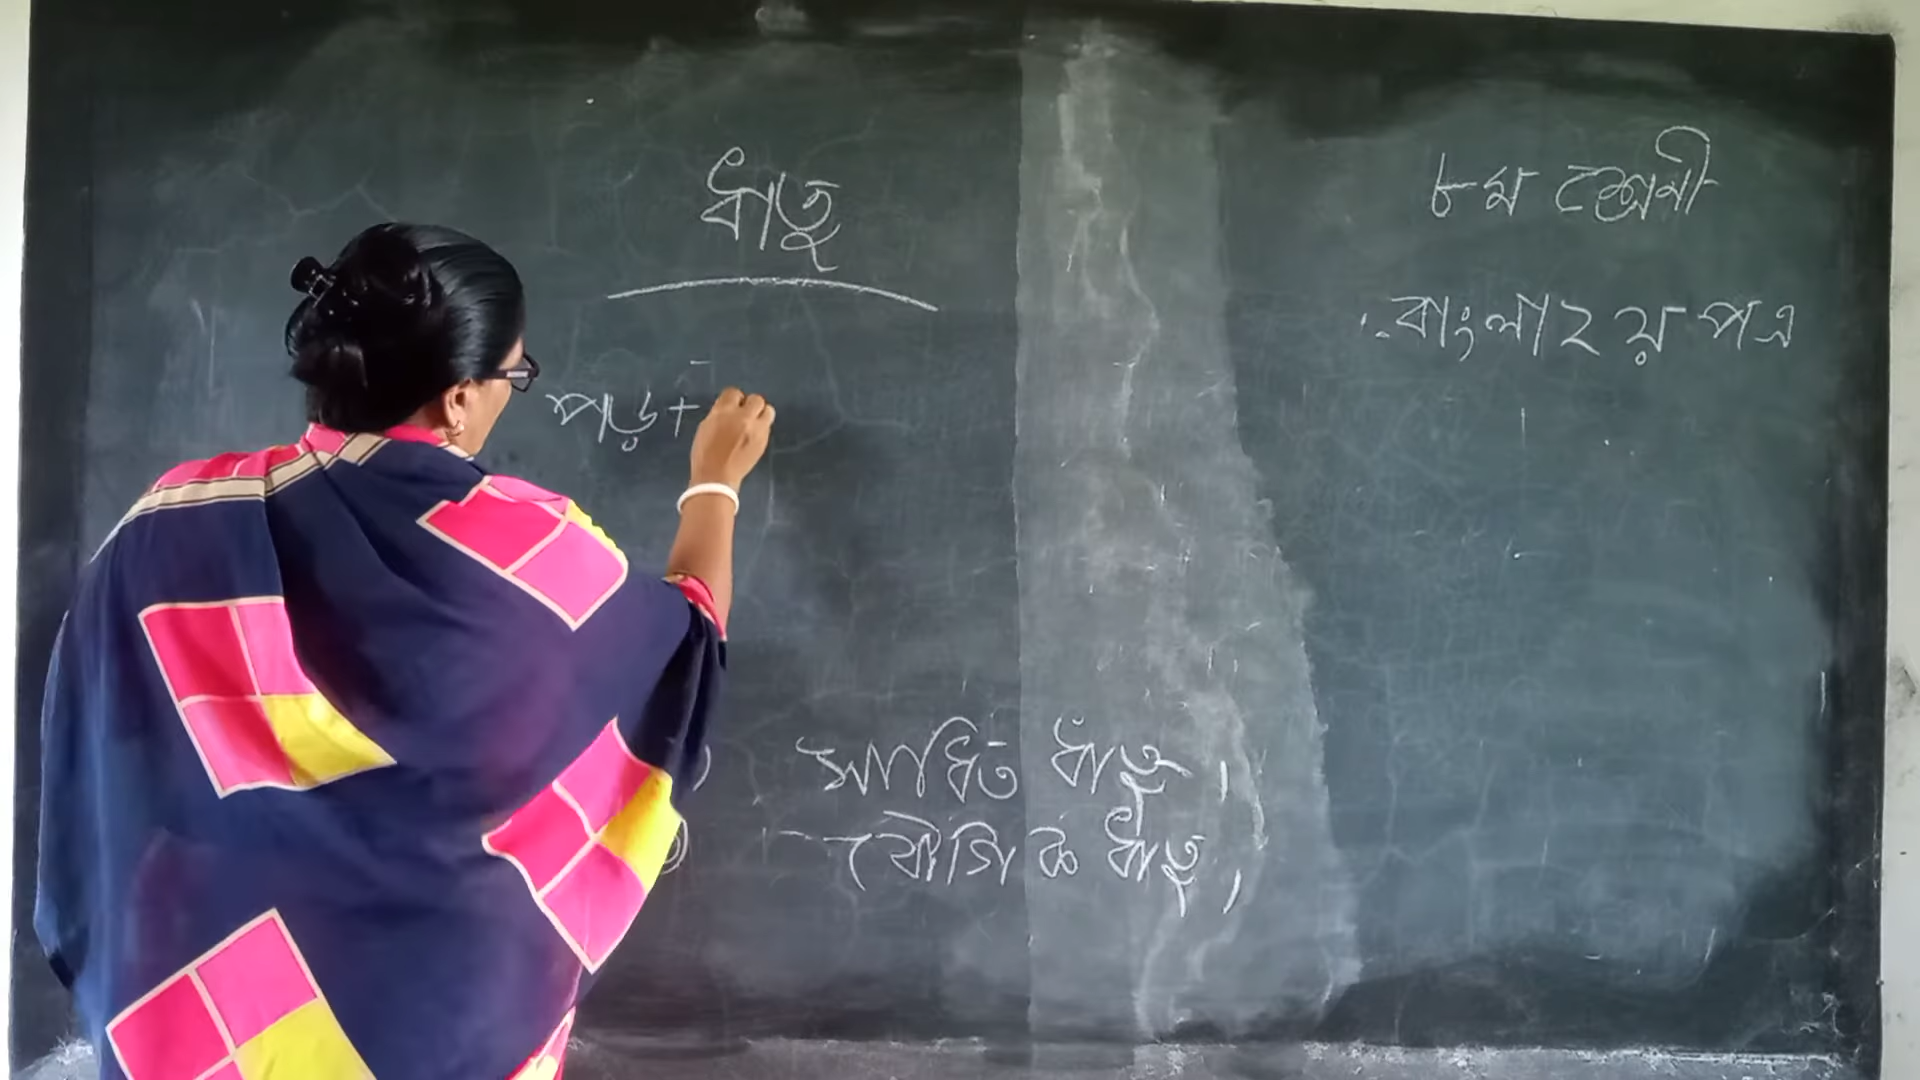 ধাতু
৮ম শ্রেণী
বাংলা ২য় পত্র
পড়+
সাধিত ধাতু।
যৌগিক ধাতু।